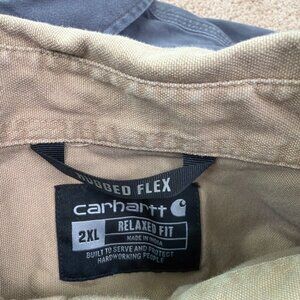 RUGGED FLEX
carhartt
2XL RELAXED FIT
MADE IN INDIA
BUILT TO SERVE AND PROTECT
HARDWORKING PEOPLE